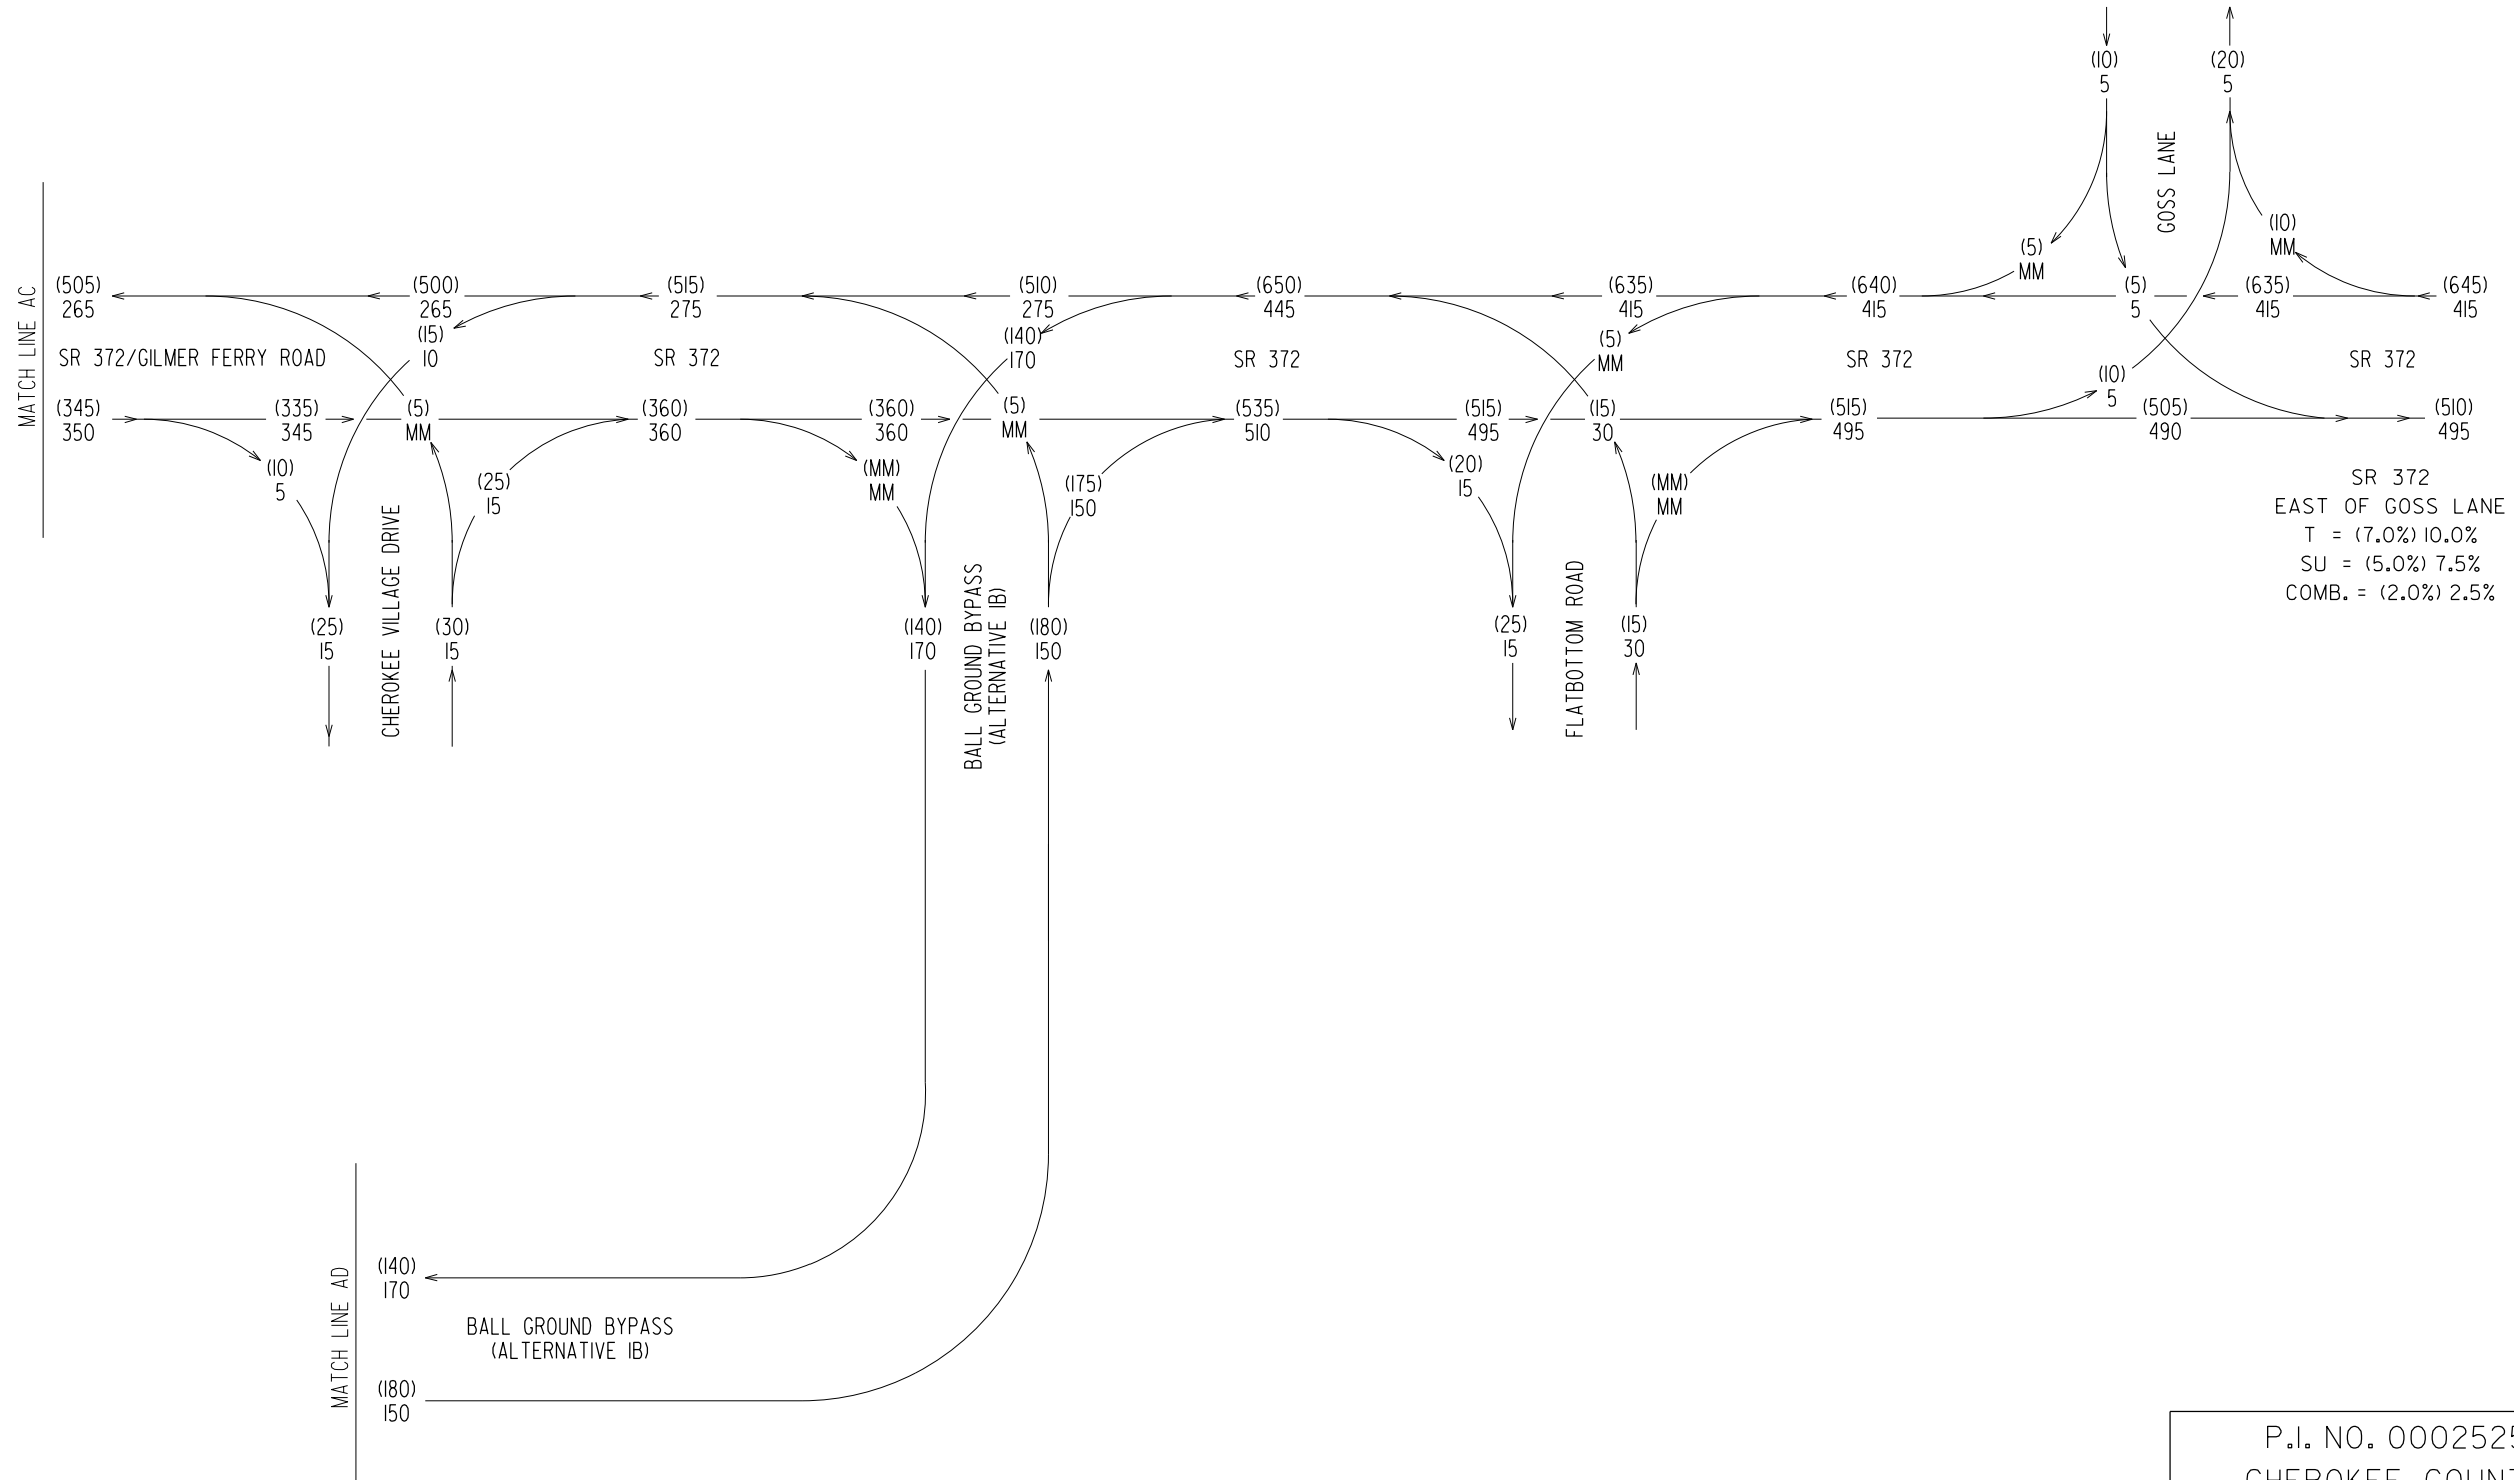 (10)
5
(20)
5
GOSS LANE
(5)
MM
(10)
MM
MATCH LINE AC
(505)
265
(500)
265
(515)
275
(510)
275
(650)
445
(635)
415
(640)
415
(5)
5
(635)
415
(645)
415
(15)
10
(140)
170
(5)
MM
SR 372/GILMER FERRY ROAD
SR 372
SR 372
SR 372
SR 372
(10)
5
(345)
350
(335)
345
(5)
MM
(360)
360
(360)
360
(5)
MM
(535)
510
(515)
495
(15)
30
(515)
495
(505)
490
(510)
495
(10)
5
(25)
15
(MM)
MM
(175)
150
(20)
15
(MM)
MM
SR 372
EAST OF GOSS LANE
T = (7.0%) 10.0%
SU = (5.0%) 7.5%
COMB. = (2.0%) 2.5%
CHEROKEE VILLAGE DRIVE
BALL GROUND BYPASS
(ALTERNATIVE 1B)
FLATBOTTOM ROAD
(25)
15
(30)
15
(140)
170
(180)
150
(25)
15
(15)
30
MATCH LINE AD
(140)
170
BALL GROUND BYPASS
(ALTERNATIVE 1B)
(180)
150
P.I. NO. 000252
CHEROKEE COUN